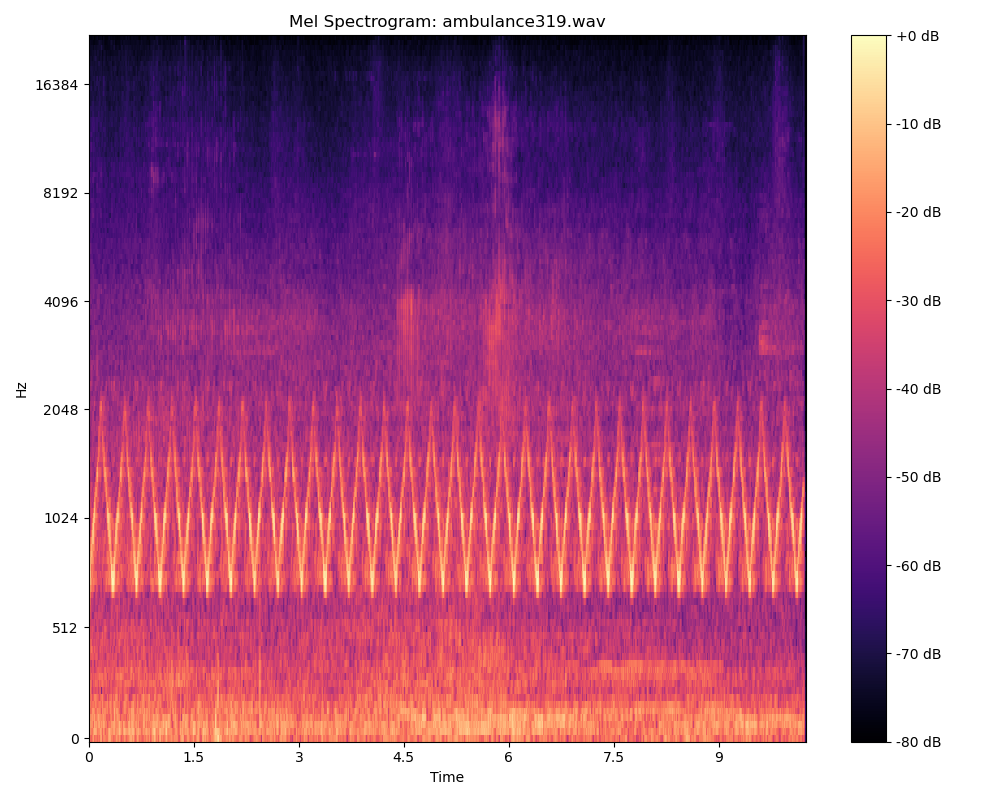 Mel Spectrogram: ambulance319.wav
Hz
16384
8192
4096
2048
1024
512
0
0 1.5 3 4.5 6 7.5 9
Time
+0 dB
-10 dB
-20 dB
-30 dB
-40 dB
-50 dB
-60 dB
-70 dB
-80 dB